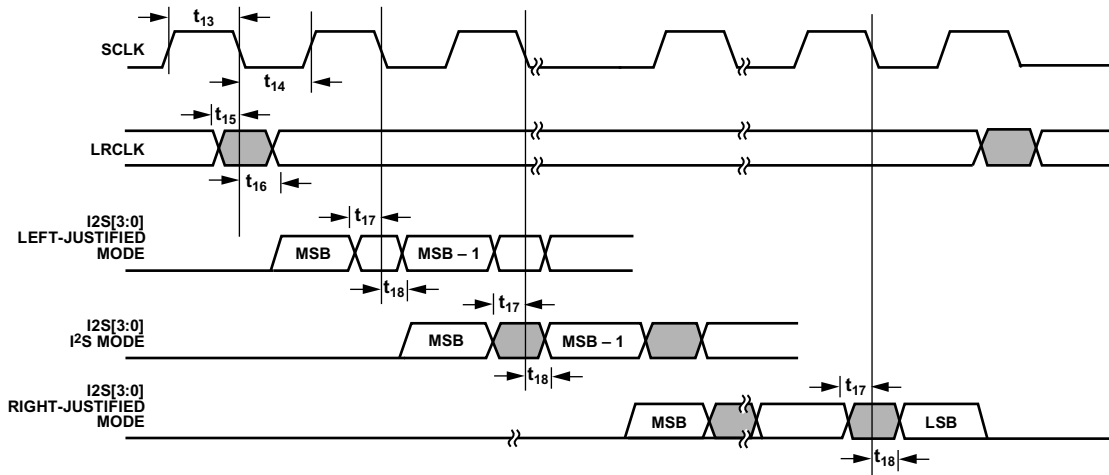 t13
SCLK
t14
t15
LRCLK
t16
I2S[3:0]
LEFT-JUSTIFIED
MODE
t17
MSB
MSB – 1
t18
I2S[3:0]
I2S MODE
t17
MSB
MSB – 1
t18
I2S[3:0]
RIGHT-JUSTIFIED
MODE
t17
MSB
LSB
t18